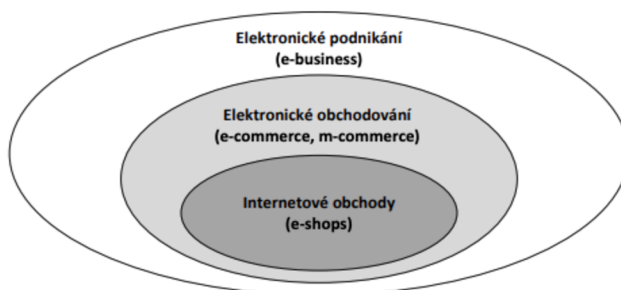 Elektronické podnikání
(e-business)
Elektronické obchodování
(e-commerce, m-commerce)
Internetové obchody
(e-shops)